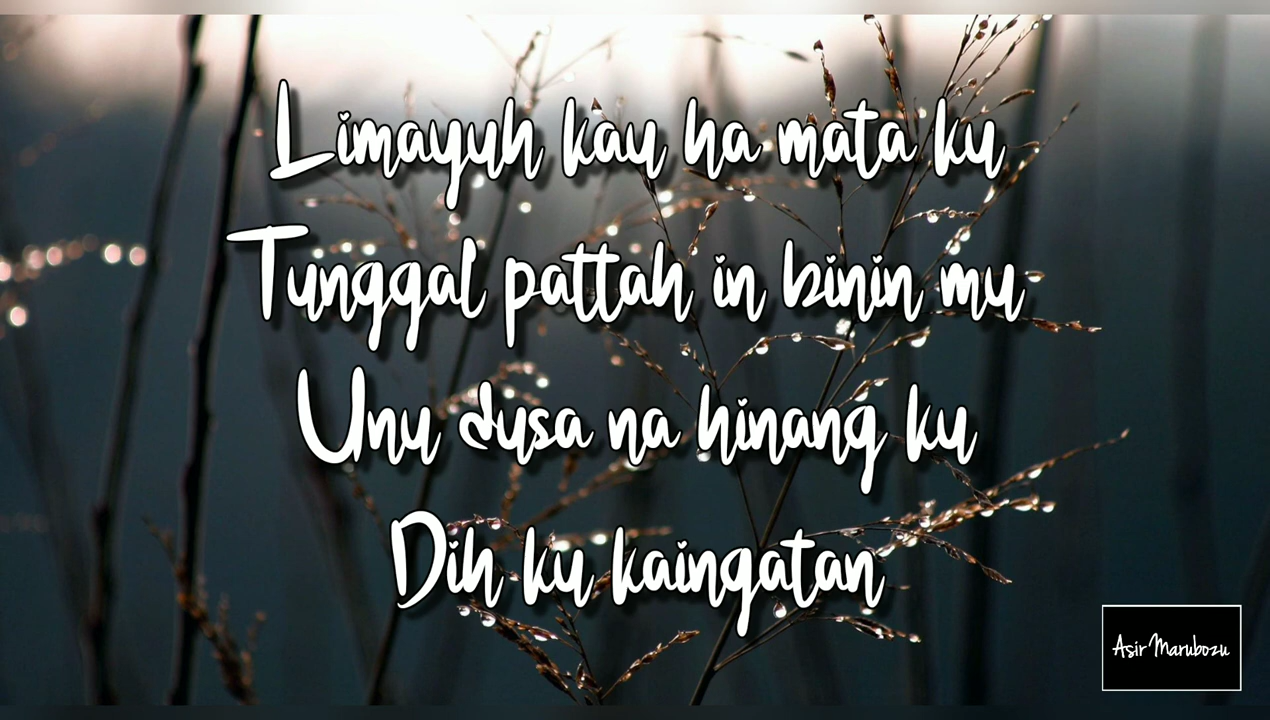 Limayuh kau ha mata ku
Tunggal pattah in binin mu
Unu dusa na hinang ku
Dih ku kaingatan
Asir Marubozu